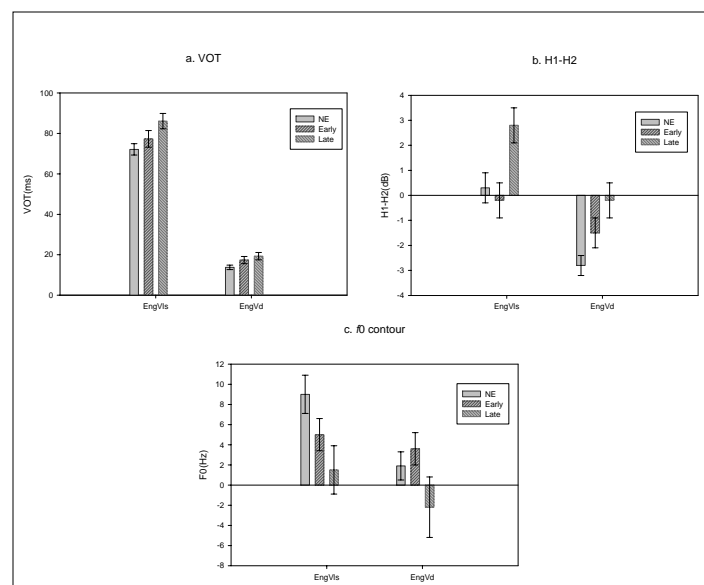 a. VOT
VOT(ms)
100
80
60
40
20
0
EngVls
EngVd
NE
Early
Late
b. H1-H2
H1-H2(dB)
4
3
2
1
0
-1
-2
-3
-4
EngVls
EngVd
NE
Early
Late
c. f0 contour
F0(Hz)
12
10
8
6
4
2
0
-2
-4
-6
-8
EngVls
EngVd
NE
Early
Late